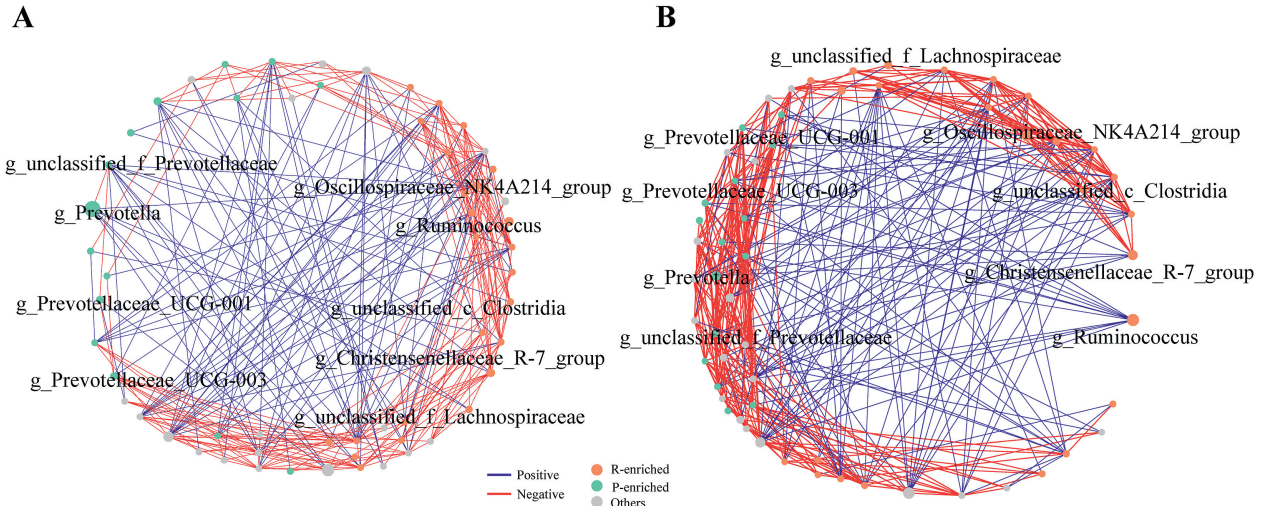 A
g_unclassified_f_Prevotellaceae
g_Oscillospiraceae_NK4A214_group
g_Prevotella
g_Ruminococcus
g_Prevotellaceae_UCG-001
g_unclassified_c_Clostridia
g_Christensenellaceae_R-7_group
g_Prevotellaceae_UCG-003
g_unclassified_f_Lachnospiraceae
B
g_unclassified_f_Lachnospiraceae
g_Prevotellaceae_UCG-001
g_Oscillospiraceae_NK4A214_group
g_Prevotellaceae_UCG-003
g_unclassified_c_Clostridia
g_Prevotella
g_Christensenellaceae_R-7_group
g_unclassified_f_Prevotellaceae
g_Ruminococcus
Positive
Negative
R-enriched
P-enriched
Others